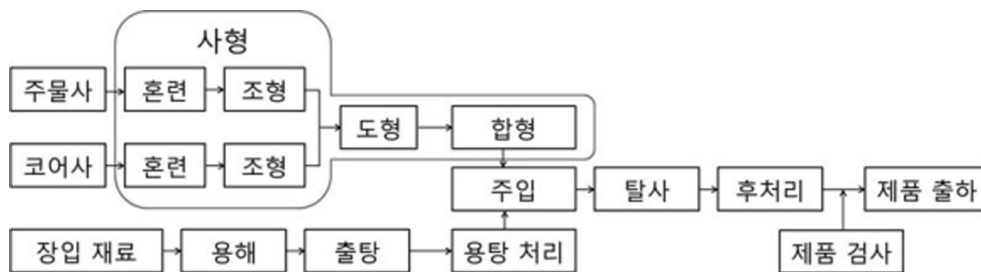 사형
주물사
혼련
조형
도형
합형
코어사
혼련
조형
주입
탈사
후처리
제품 출하
장입 재료
용해
출탕
용탕 처리
제품 검사